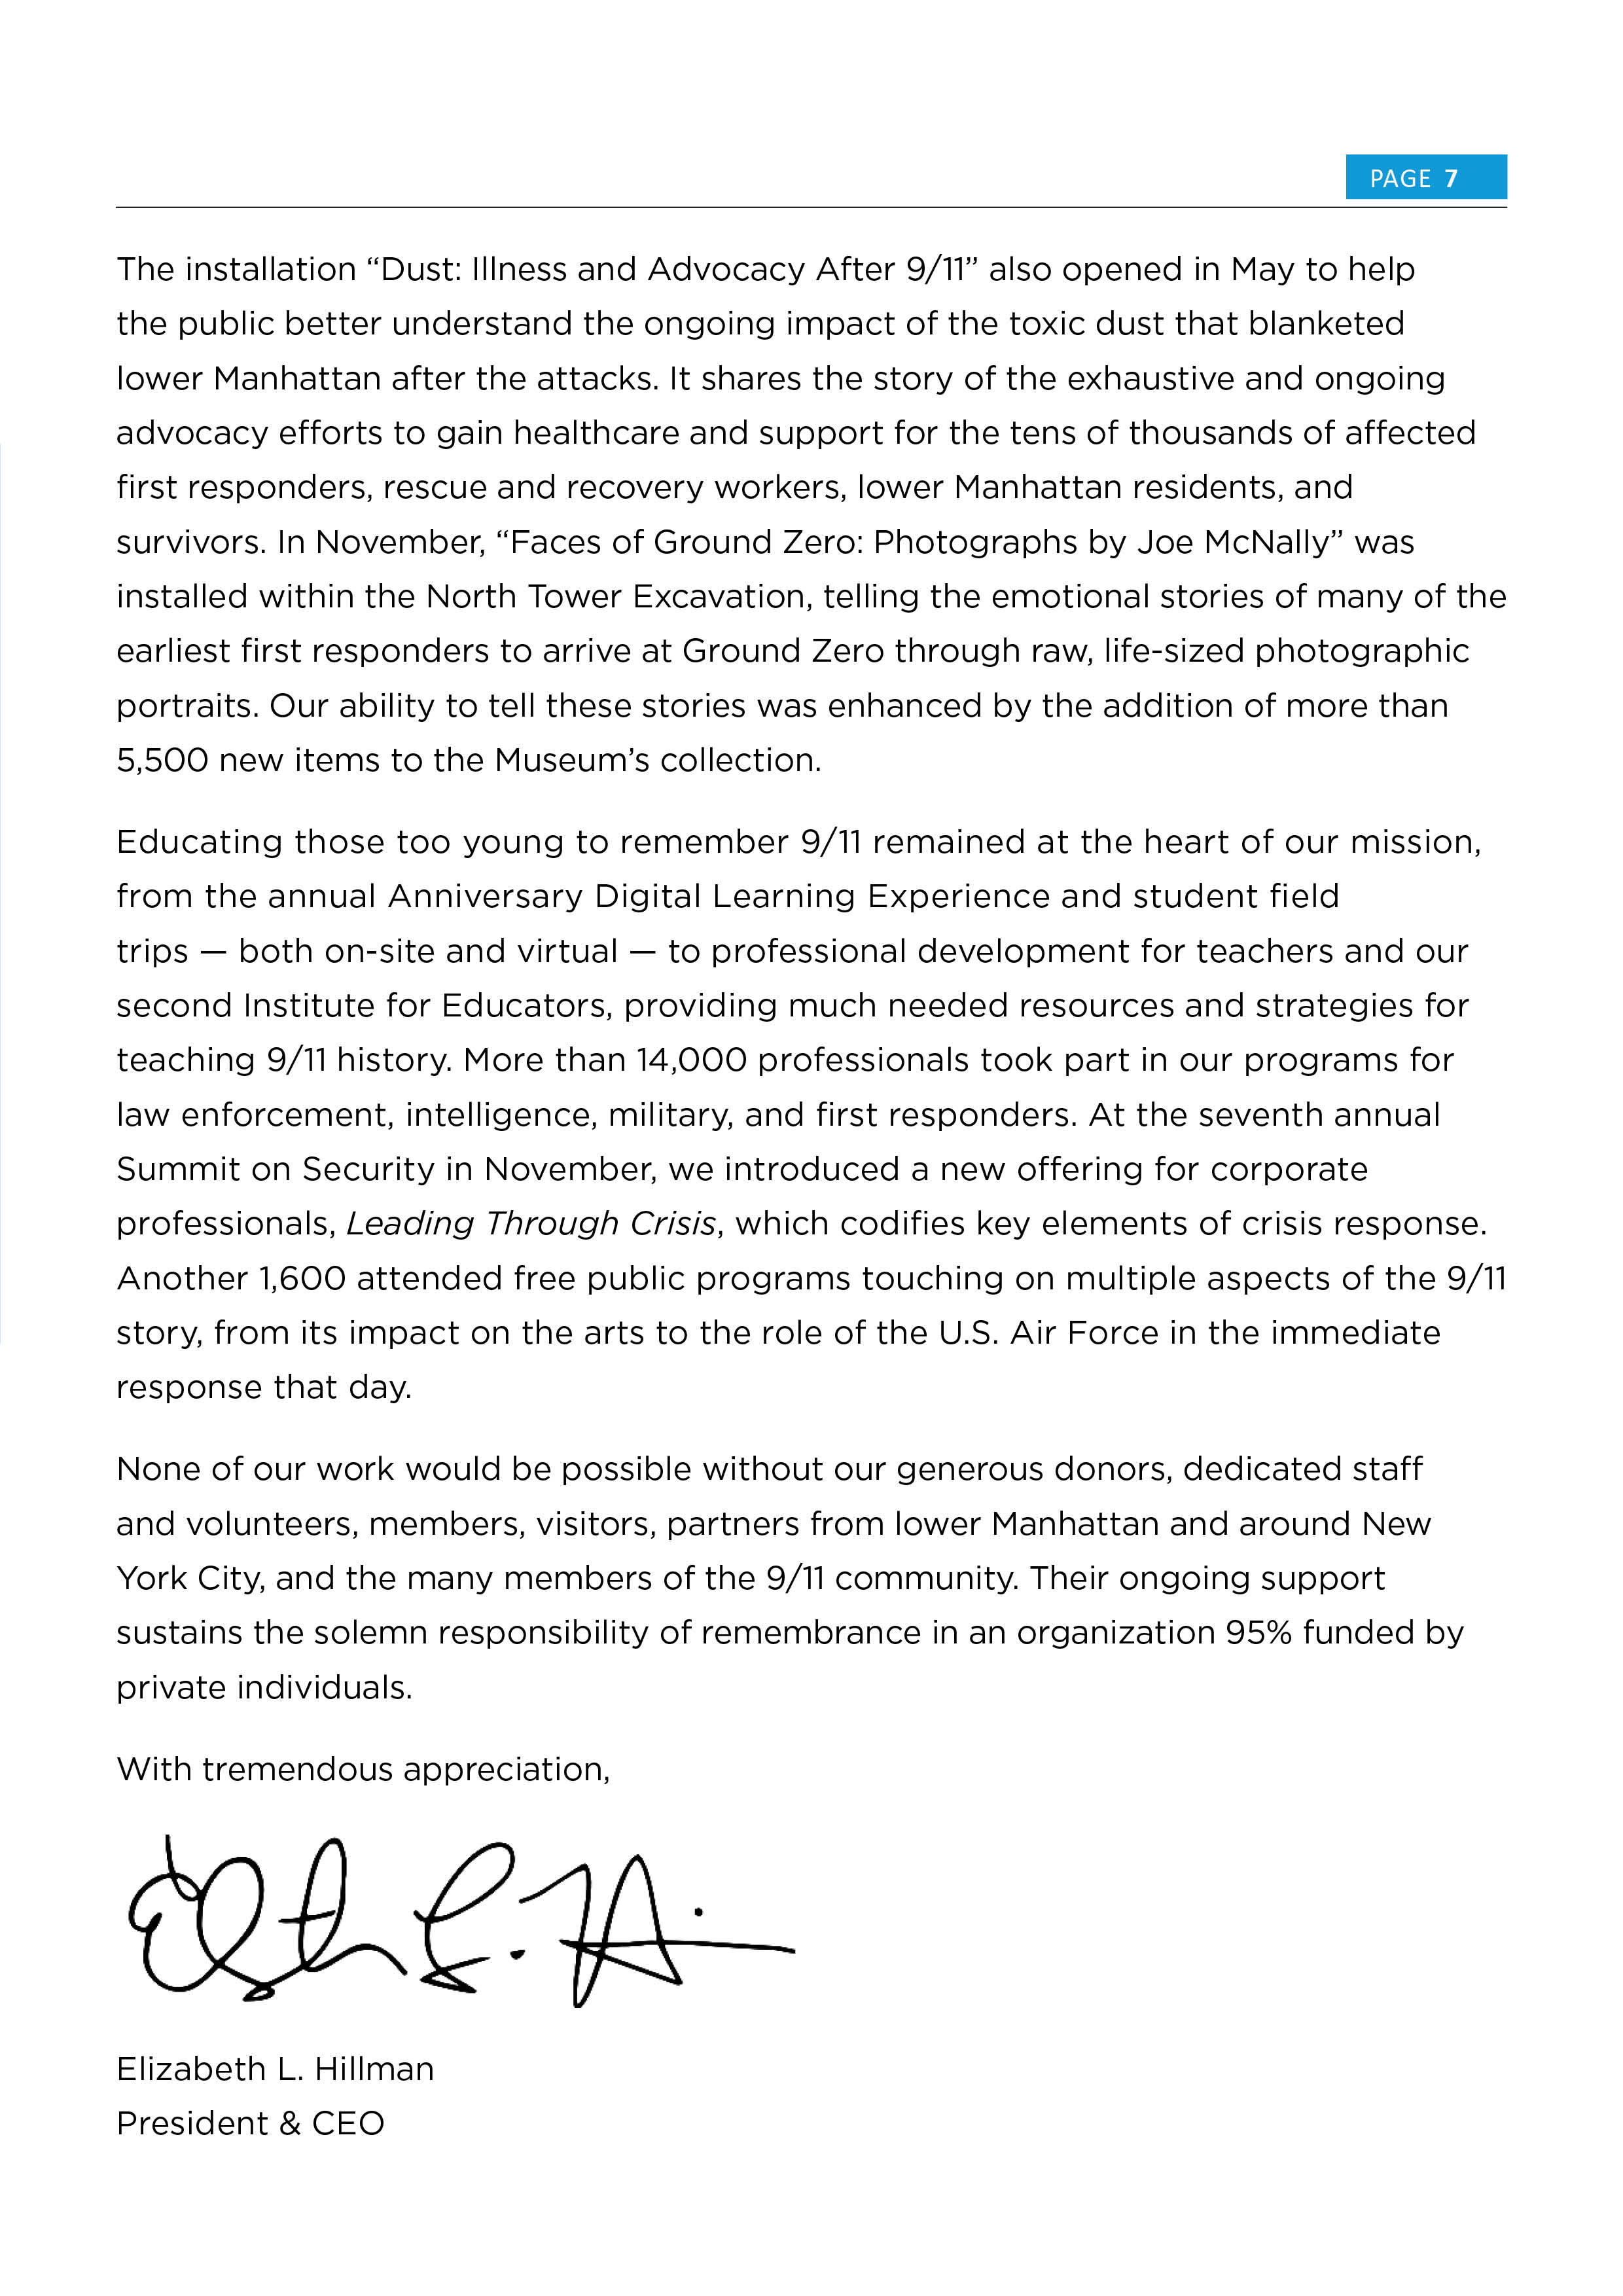 PAGE 7
The installation “Dust: Illness and Advocacy After 9/11” also opened in May to help
the public better understand the ongoing impact of the toxic dust that blanketed
lower Manhattan after the attacks. It shares the story of the exhaustive and ongoing
advocacy efforts to gain healthcare and support for the tens of thousands of affected
first responders, rescue and recovery workers, lower Manhattan residents, and
survivors. In November, “Faces of Ground Zero: Photographs by Joe McNally” was
installed within the North Tower Excavation, telling the emotional stories of many of the
earliest first responders to arrive at Ground Zero through raw, life-sized photographic
portraits. Our ability to tell these stories was enhanced by the addition of more than
5,500 new items to the Museum’s collection.
Educating those too young to remember 9/11 remained at the heart of our mission,
from the annual Anniversary Digital Learning Experience and student field
trips — both on-site and virtual — to professional development for teachers and our
second Institute for Educators, providing much needed resources and strategies for
teaching 9/11 history. More than 14,000 professionals took part in our programs for
law enforcement, intelligence, military, and first responders. At the seventh annual
Summit on Security in November, we introduced a new offering for corporate
professionals, Leading Through Crisis, which codifies key elements of crisis response.
Another 1,600 attended free public programs touching on multiple aspects of the 9/11
story, from its impact on the arts to the role of the U.S. Air Force in the immediate
response that day.
None of our work would be possible without our generous donors, dedicated staff
and volunteers, members, visitors, partners from lower Manhattan and around New
York City, and the many members of the 9/11 community. Their ongoing support
sustains the solemn responsibility of remembrance in an organization 95% funded by
private individuals.
With tremendous appreciation,
Elizabeth L. Hillman
President & CEO